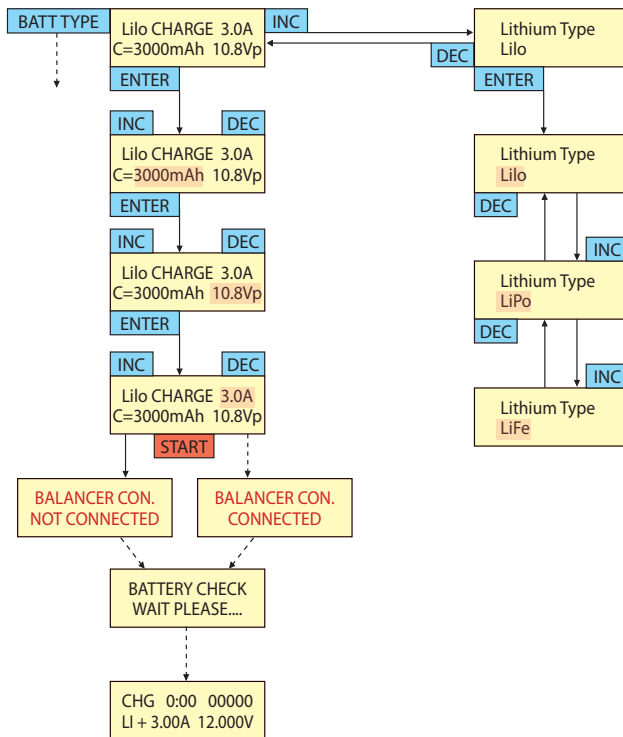 BATT TYPE
Lilo CHARGE 3.0A
C=3000mAh 10.8Vp
INC
DEC
Lithium Type
Lilo
ENTER
ENTER
INC
DEC
Lilo CHARGE 3.0A
C=3000mAh 10.8Vp
ENTER
Lithium Type
Lilo
DEC
INC
INC
DEC
Lilo CHARGE 3.0A
C=3000mAh 10.8Vp
ENTER
Lithium Type
LiPo
DEC
INC
INC
DEC
Lilo CHARGE 3.0A
C=3000mAh 10.8Vp
START
Lithium Type
LiFe
BALANCER CON.
NOT CONNECTED
BALANCER CON.
CONNECTED
BATTERY CHECK
WAIT PLEASE....
CHG 0:00 00000
LI + 3.00A 12.000V